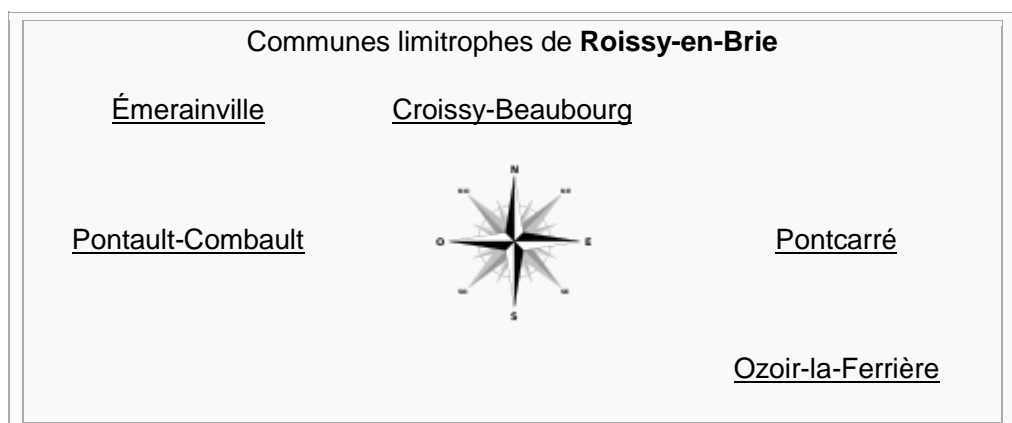 Communes limitrophes de Roissy-en-Brie
Émerainville Croissy-Beaubourg
N
Pontault-Combault O E Pontcarré
S
Ozoir-la-Ferrière